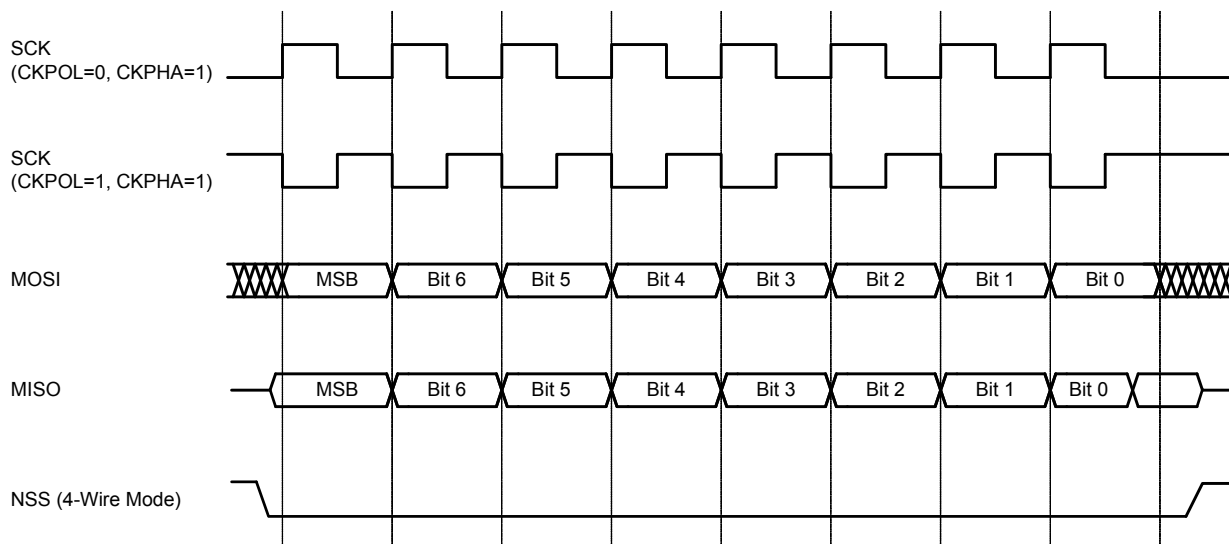 SCK
(CKPOL=0, CKPHA=1)
SCK
(CKPOL=1, CKPHA=1)
MOSI
MSB Bit 6 Bit 5 Bit 4 Bit 3 Bit 2 Bit 1 Bit 0
MISO
MSB Bit 6 Bit 5 Bit 4 Bit 3 Bit 2 Bit 1 Bit 0
NSS (4-Wire Mode)